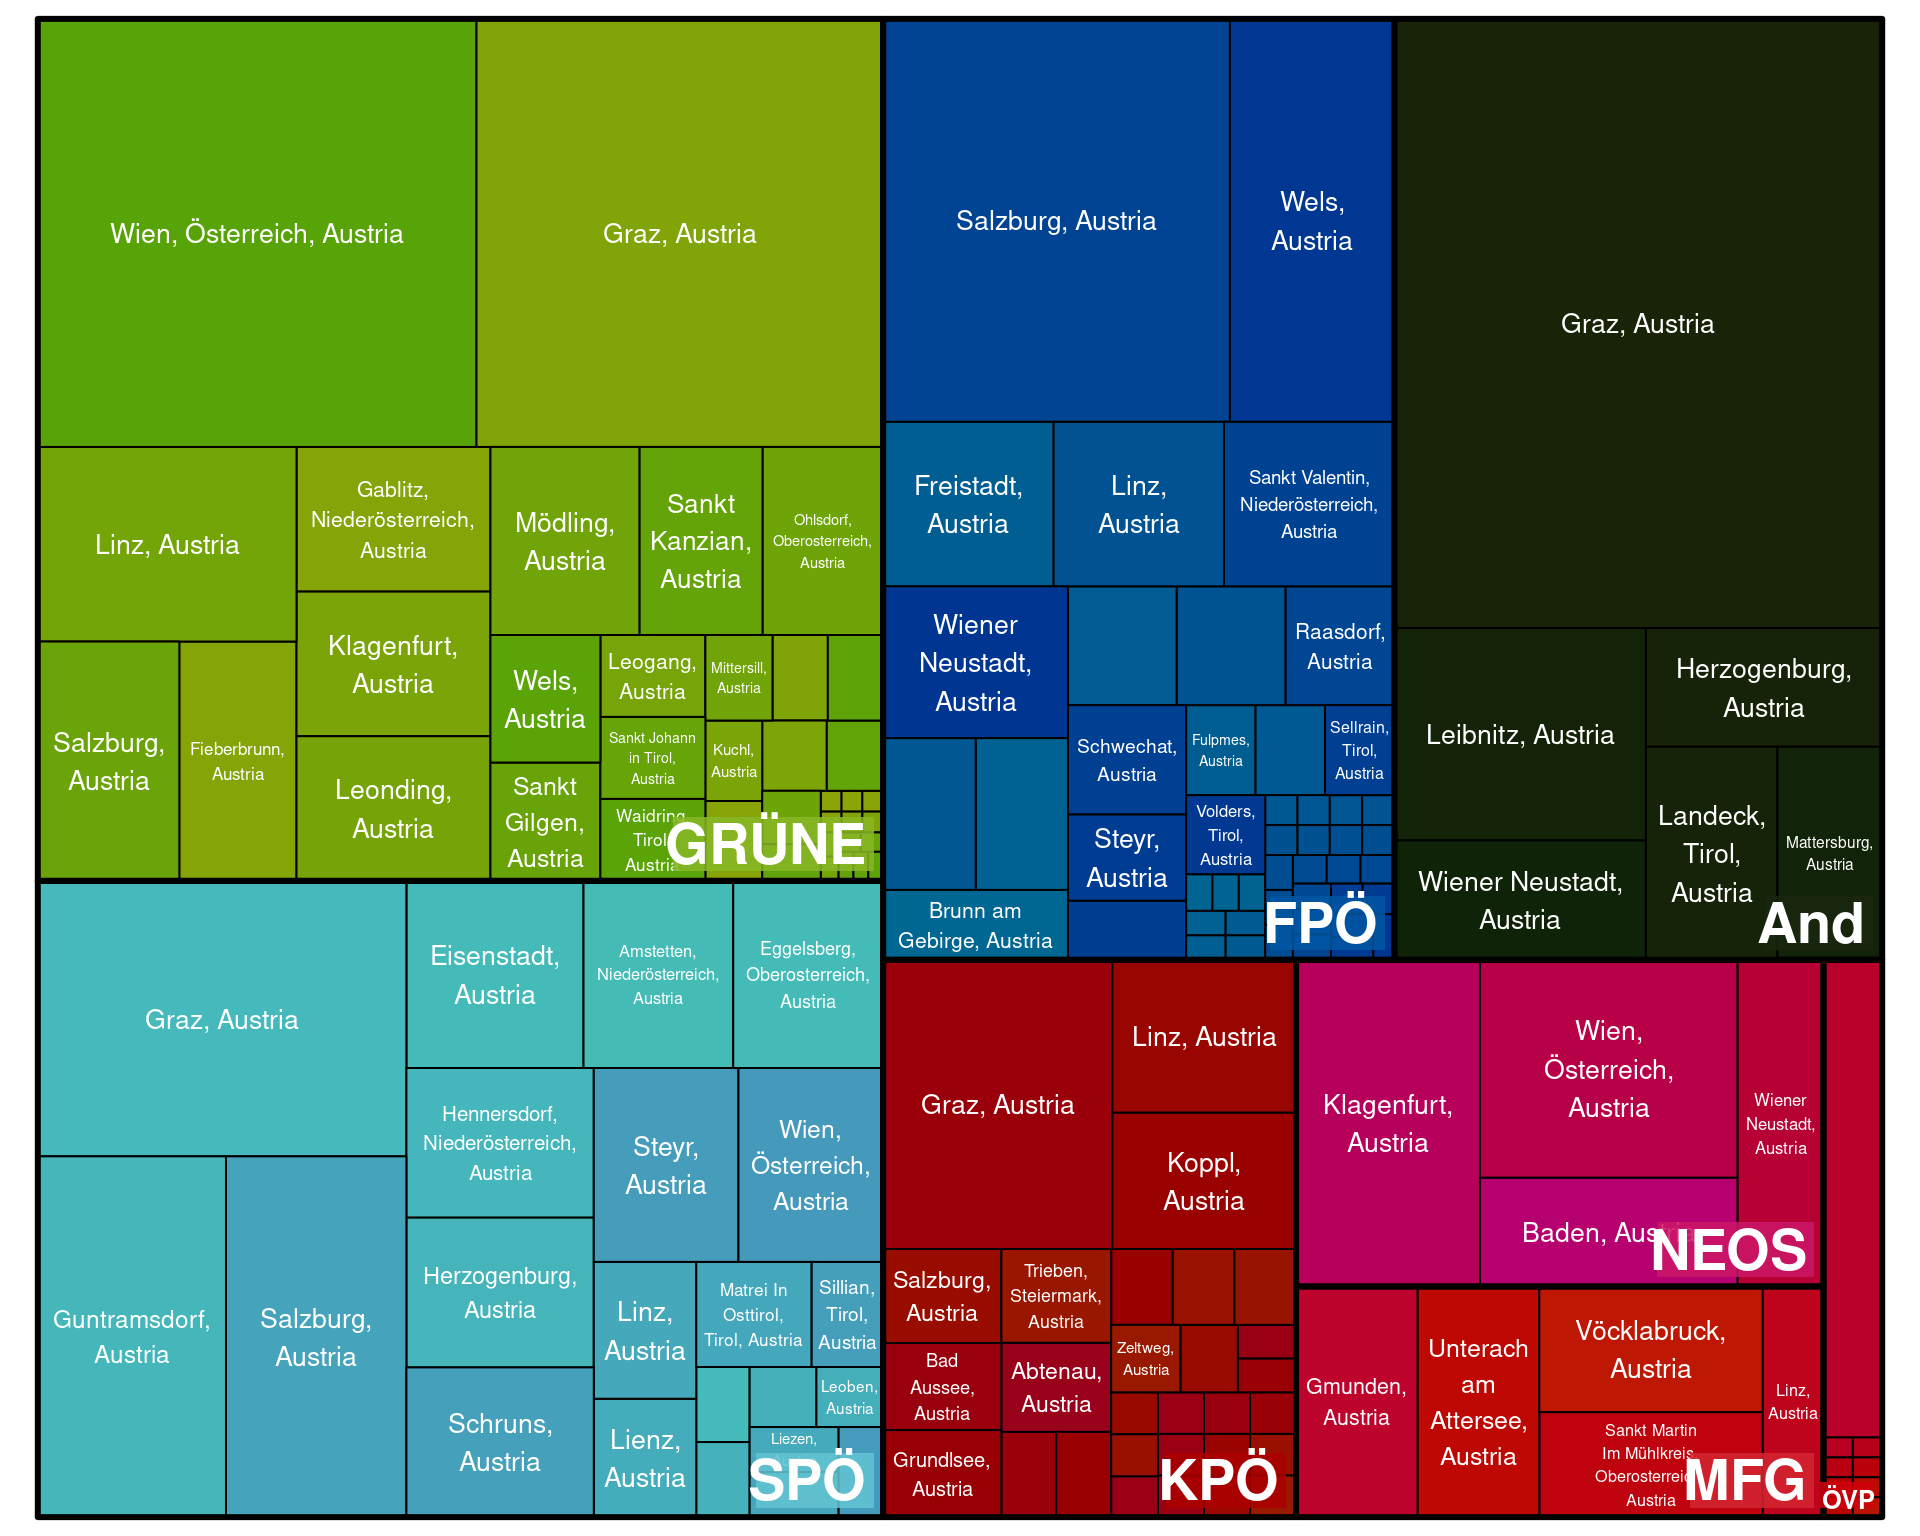 Wien, Österreich, Austria
Graz, Austria
Linz, Austria
Gablitz,
Niederösterreich,
Austria
Mödling,
Austria
Sankt
Kanzian,
Austria
Ohlsdorf,
Oberosterreich,
Austria
Klagenfurt,
Austria
Salzburg,
Austria
Fieberbrunn,
Austria
Leonding,
Austria
Wels,
Austria
Sankt
Gilgen,
Austria
Leogang,
Austria
Sankt Johann
in Tirol,
Austria
Waidring,
Tirol,
Austria
Mittersill,
Austria
Kuchl,
Austria
GRÜNE
Salzburg, Austria
Wels,
Austria
Freistadt,
Austria
Linz,
Austria
Sankt Valentin,
Niederösterreich,
Austria
Wiener
Neustadt,
Austria
Raasdorf,
Austria
Schwechat,
Austria
Fulpmes,
Austria
Sellrain,
Tirol,
Austria
Steyr,
Austria
Volders,
Tirol,
Austria
Brunn am
Gebirge, Austria
FPÖ
Graz, Austria
Leibnitz, Austria
Herzogenburg,
Austria
Wiener Neustadt,
Austria
Landeck,
Tirol,
Austria
Mattersburg,
Austria
And
Graz, Austria
Eisenstadt,
Austria
Amstetten,
Niederösterreich,
Austria
Eggelsberg,
Oberosterreich,
Austria
Hennersdorf,
Niederösterreich,
Austria
Steyr,
Austria
Wien,
Österreich,
Austria
Guntramsdorf,
Austria
Salzburg,
Austria
Herzogenburg,
Austria
Schruns,
Austria
Linz,
Austria
Matrei In
Osttirol,
Tirol, Austria
Sillian,
Tirol,
Austria
Lienz,
Austria
Leoben,
Austria
Liezen,
SPÖ
Graz, Austria
Linz, Austria
Koppl,
Austria
Salzburg,
Austria
Trieben,
Steiermark,
Austria
Bad
Aussee,
Austria
Abtenau,
Austria
Zeltweg,
Austria
Grundlsee,
Austria
KPÖ
Klagenfurt,
Austria
Wien,
Österreich,
Austria
Wiener
Neustadt,
Austria
Baden, Austria
NEOS
Gmunden,
Austria
Unterach
am
Attersee,
Austria
Vöcklabruck,
Austria
Sankt Martin
Im Mühlkreis,
Oberosterreich,
Austria
Linz,
Austria
MFG
ÖVP